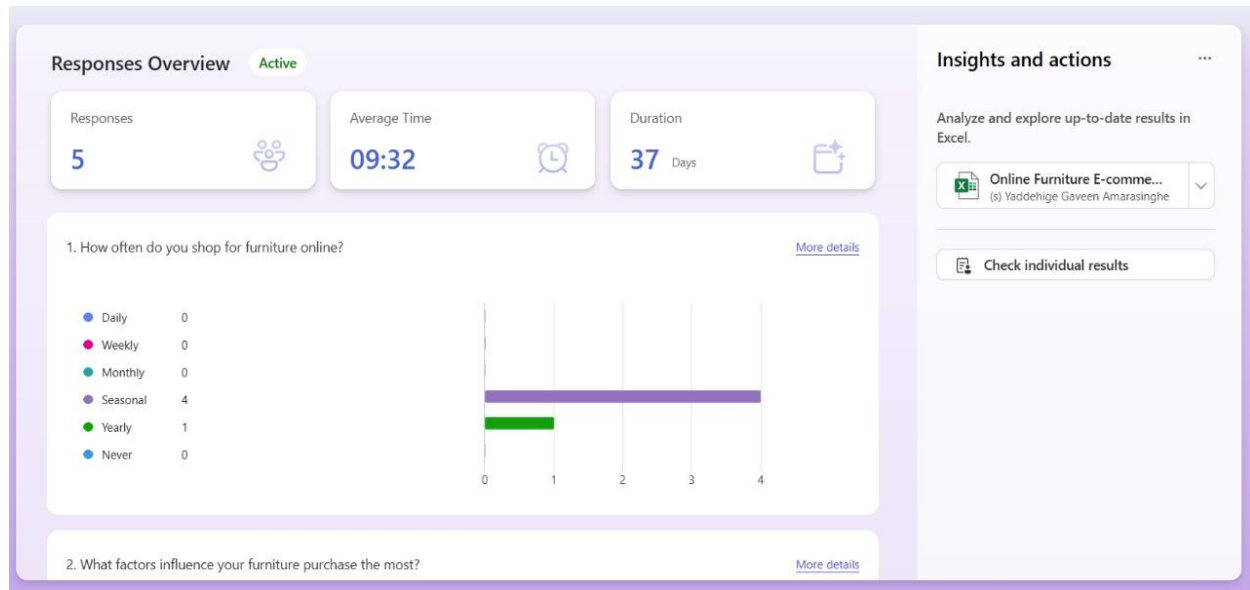 Responses Overview Active
Responses
5
Average Time
09:32
Duration
37 Days
1. How often do you shop for furniture online?
More details
Daily 0
Weekly 0
Monthly 0
Seasonal 4
Yearly 1
Never 0
0 1 2 3 4
2. What factors influence your furniture purchase the most?
More details
Insights and actions
...
Analyze and explore up-to-date results in
Excel.
Online Furniture E-comme...
(s) Yaddehige Gaveen Amarasinghe
Check individual results